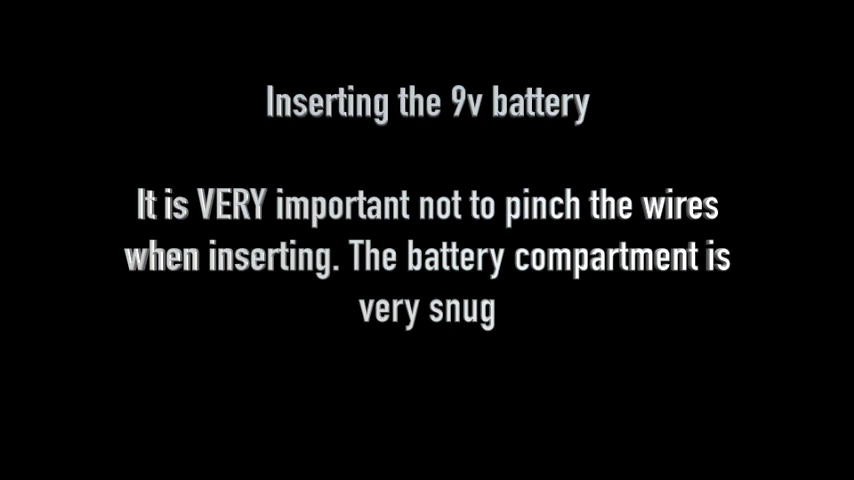 Inserting the 9v battery
It is VERY important not to pinch the wires
when inserting. The battery compartment is
very snug